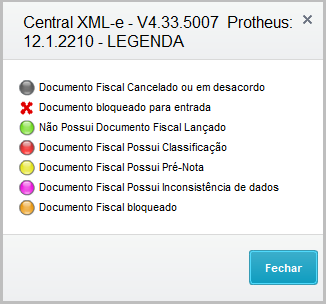 Central XML-e - V4.33.5007 Protheus:
12.1.2210 - LEGENDA
Documento Fiscal Cancelado ou em desacordo
Documento bloqueado para entrada
Não Possui Documento Fiscal Lançado
Documento Fiscal Possui Classificação
Documento Fiscal Possui Pré-Nota
Documento Fiscal Possui Inconsistência de dados
Documento Fiscal bloqueado
Fechar